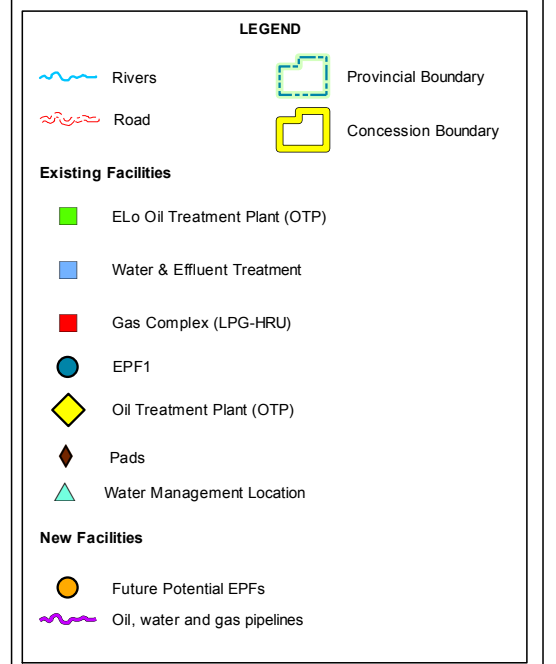 LEGEND
Rivers
Provincial Boundary
Road
Concession Boundary
Existing Facilities
ELo Oil Treatment Plant (OTP)
Water & Effluent Treatment
Gas Complex (LPG-HRU)
EPF1
Oil Treatment Plant (OTP)
Pads
Water Management Location
New Facilities
Future Potential EPFs
Oil, water and gas pipelines